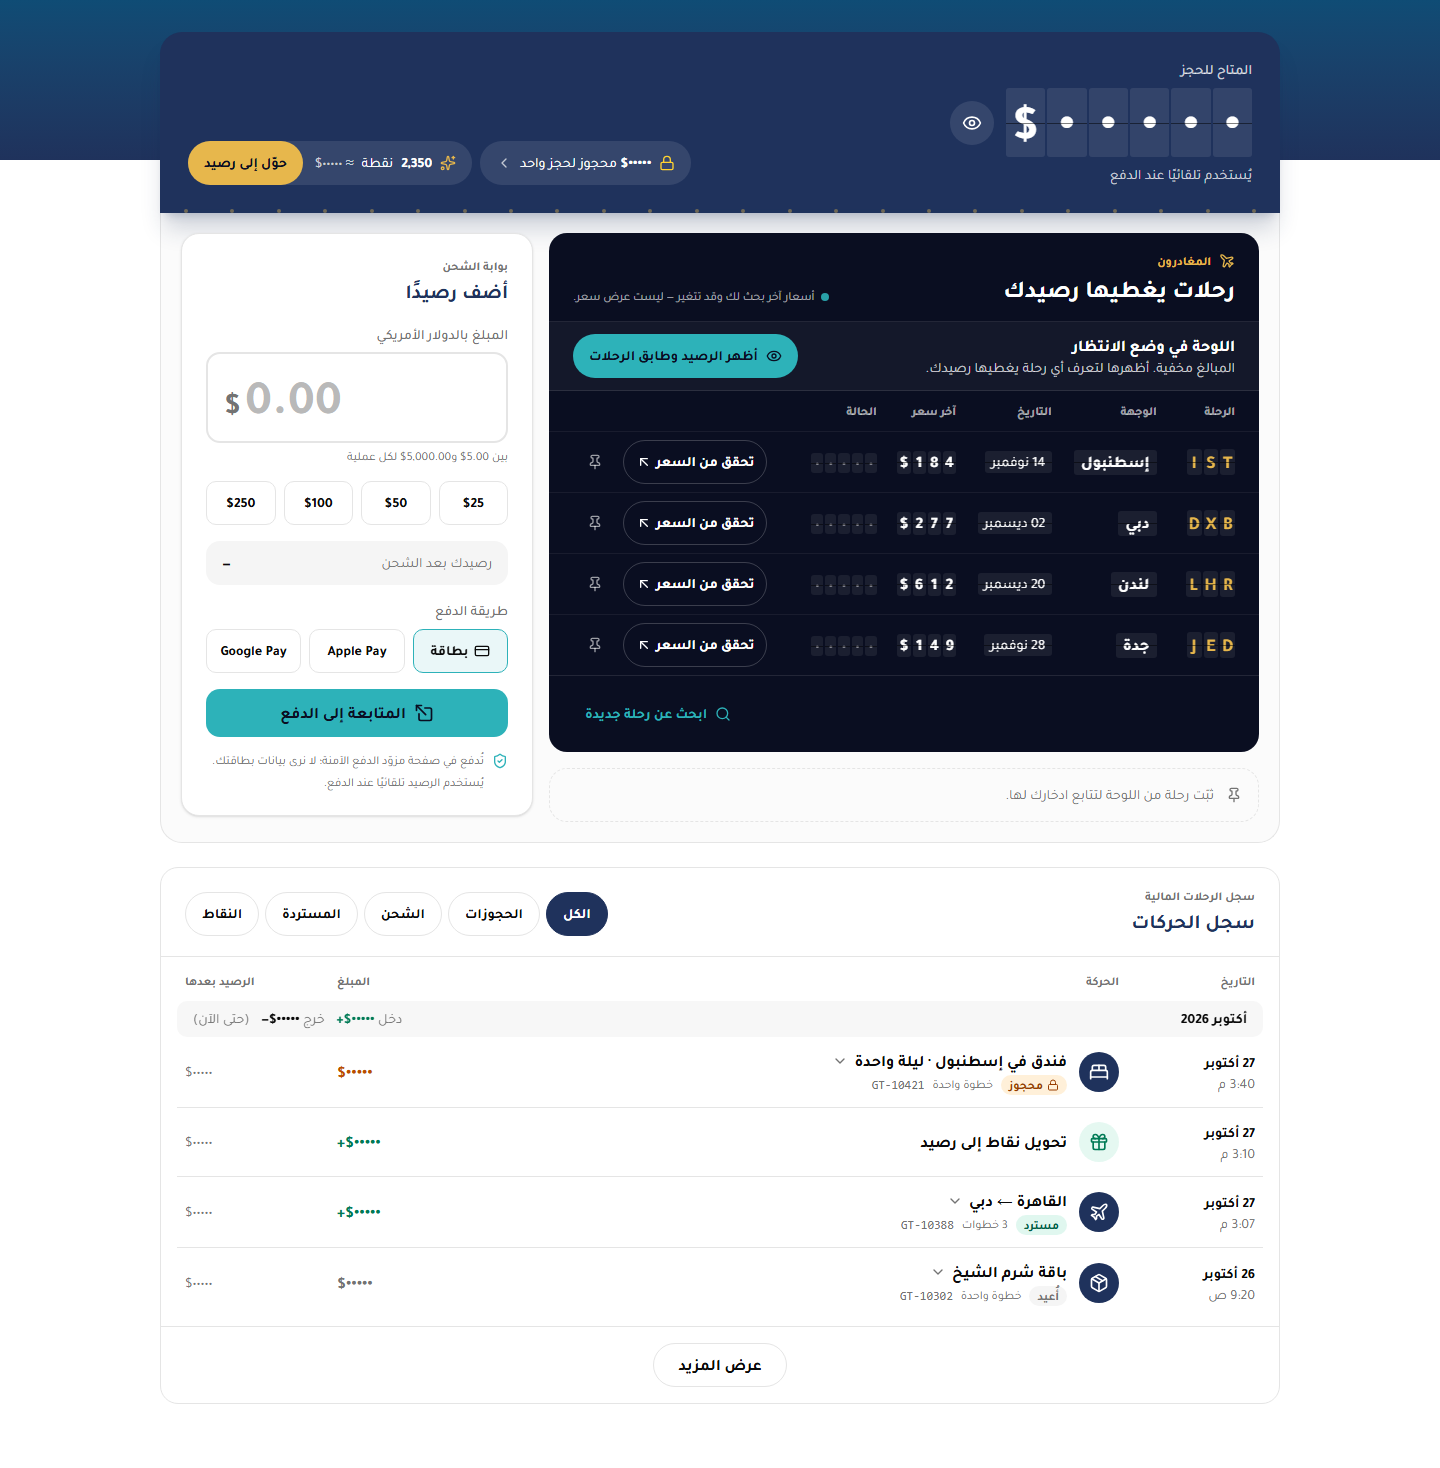 المتاح للحجز
$•••••
يُستخدم تلقائيًا عند الدفع
$••••• محجوز لحجز واحد
2,350 نقطة ≈ •••••$
حوّل إلى رصيد
المغادرون
رحلات يغطيها رصيدك
أسعار آخر بحث لك وقد تتغير – ليست عرض سعر.
اللوحة في وضع الانتظار
المبالغ مخفية. أظهرها لتعرف أي رحلة يغطيها رصيدك.
أظهر الرصيد وطابق الرحلات
الرحلة الوجهة التاريخ آخر سعر الحالة
IST إسطنبول 14 نوفمبر $184 تحقق من السعر
DXB دبي 02 ديسمبر $277 تحقق من السعر
LHR لندن 20 ديسمبر $612 تحقق من السعر
JED جدة 28 نوفمبر $149 تحقق من السعر
ابحث عن رحلة جديدة
ثبّت رحلة من اللوحة لتتابع ادخارك لها.
بوابة الشحن
أضف رصيدًا
المبلغ بالدولار الأمريكي
$ 0.00
بين $5.00 و$5,000.00 لكل عملية
$25 $50 $100 $250
رصيدك بعد الشحن –
طريقة الدفع
بطاقة Apple Pay Google Pay
المتابعة إلى الدفع
تُدفع في صفحة مزوّد الدفع الآمنة؛ لا نرى بيانات بطاقتك.
يُستخدم الرصيد تلقائيًا عند الدفع.
سجل الرحلات المالية
سجل الحركات
الكل الحجوزات الشحن المستردة النقاط
التاريخ الحركة المبلغ الرصيد بعدها
أكتوبر 2026 دخل +$••••• خرج –$••••• (حتى الآن)
27 أكتوبر فندق في إسطنبول · ليلة واحدة $••••• $•••••
3:40 م محجوز خطوة واحدة GT-10421
27 أكتوبر تحويل نقاط إلى رصيد +$••••• $•••••
3:10 م
27 أكتوبر القاهرة ← دبي +$••••• $•••••
3:07 م مسترد 3 خطوات GT-10388
26 أكتوبر باقة شرم الشيخ $••••• $•••••
9:20 ص أُعيد خطوة واحدة GT-10302
عرض المزيد